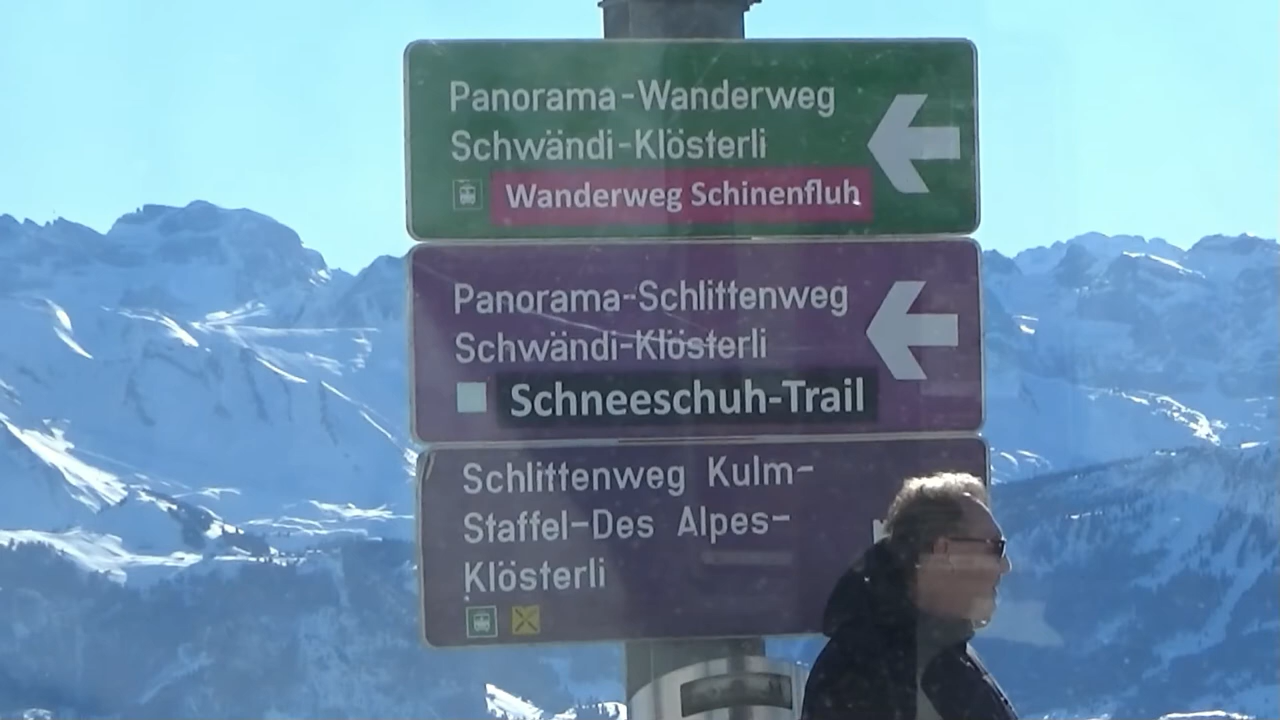 Panorama-Wanderweg
Schwändi-Klösterli
Wanderweg Schinenfluh
Panorama-Schlittenweg
Schwändi-Klösterli
Schneeschuh-Trail
Schlittenweg Kulm-
Staffel-Des Alpes-
Klösterli